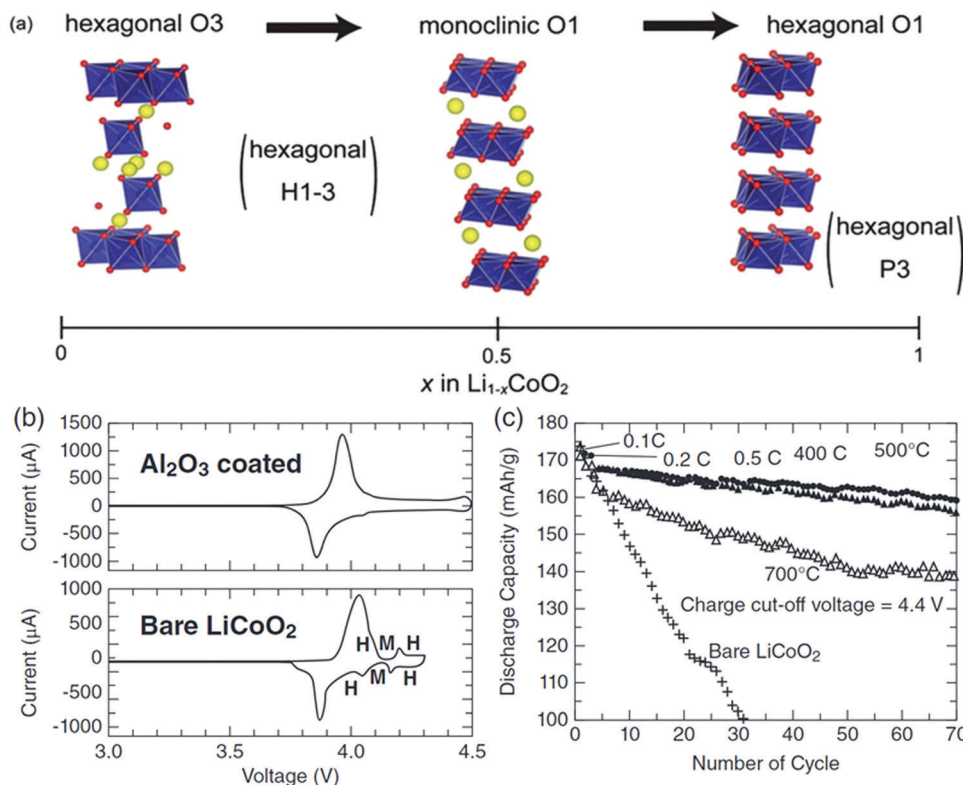 (a) hexagonal O3 monoclinic O1 hexagonal O1
(hexagonal
H1-3)
(hexagonal
P3)
0 0.5 1
x in Li₁₋ₓCoO₂
(b)
1500
1000
500
0
-500
-1000
Current (µA)
Al₂O₃ coated
1000
500
0
-500
-1000
Current (µA)
Bare LiCoO₂
H M H
H M H
3.0 3.5 4.0 4.5
Voltage (V)
(c)
180
170
160
150
140
130
120
110
100
Discharge Capacity (mAh/g)
0.1C
0.2 C 0.5 C 400 C 500°C
700°C
Charge cut-off voltage = 4.4 V
Bare LiCoO₂
0 10 20 30 40 50 60 70
Number of Cycle